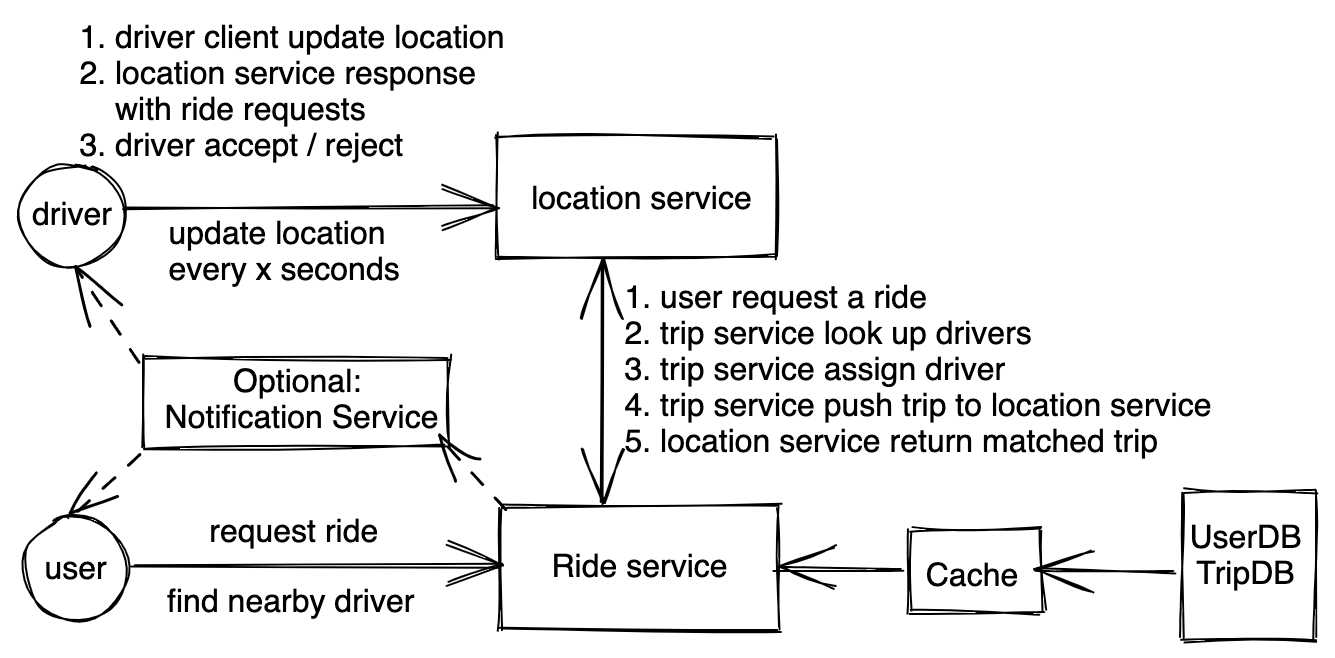 1. driver client update location
2. location service response
with ride requests
3. driver accept / reject
driver
update location
every x seconds
location service
1. user request a ride
2. trip service look up drivers
3. trip service assign driver
4. trip service push trip to location service
5. location service return matched trip
Optional:
Notification Service
user
request ride
find nearby driver
Ride service
Cache
UserDB
TripDB